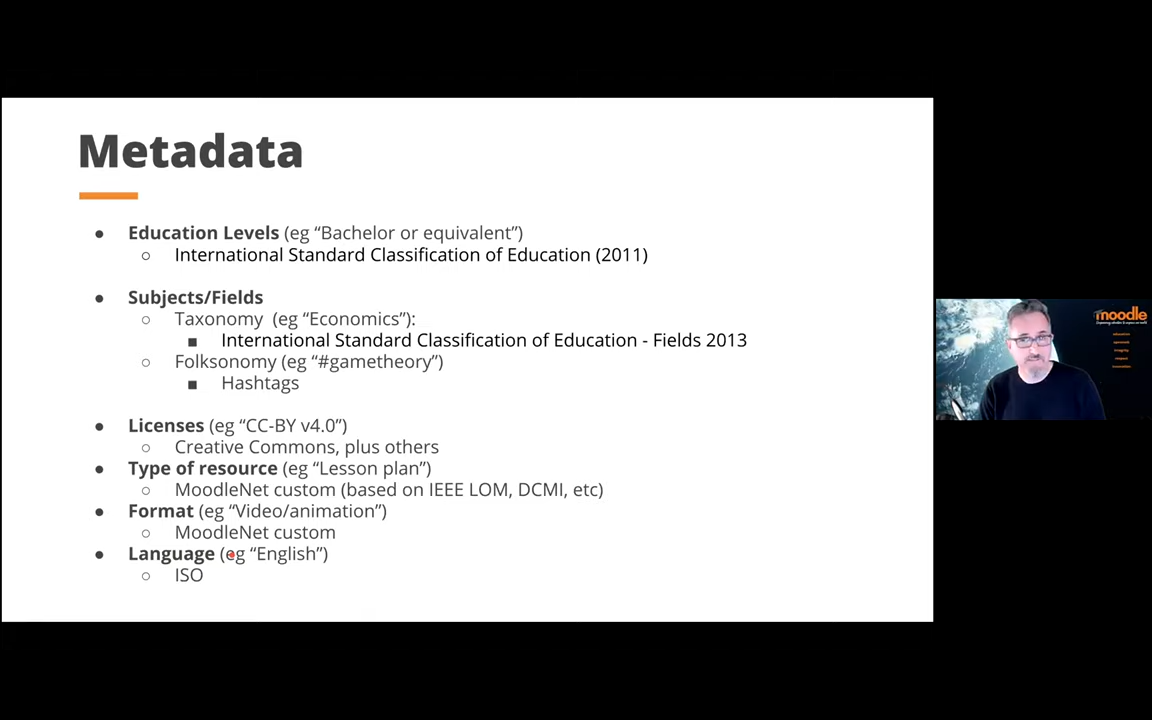 Metadata
● Education Levels (eg “Bachelor or equivalent”)
○ International Standard Classification of Education (2011)
● Subjects/Fields
○ Taxonomy  (eg “Economics”):
■ International Standard Classification of Education - Fields 2013
○ Folksonomy (eg “#gametheory”)
■ Hashtags
● Licenses (eg “CC-BY v4.0”)
○ Creative Commons, plus others
● Type of resource (eg “Lesson plan”)
○ MoodleNet custom (based on IEEE LOM, DCMI, etc)
● Format (eg “Video/animation”)
○ MoodleNet custom
● Language (eg “English”)
○ ISO
moodle